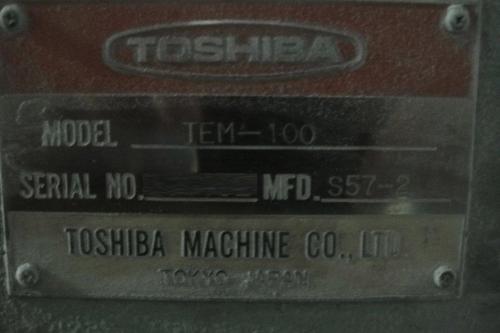 TOSHIBA
MODEL TEM-100
SERIAL NO. MFD. S57-2
TOSHIBA MACHINE CO., LTD.
TOKYO JAPAN